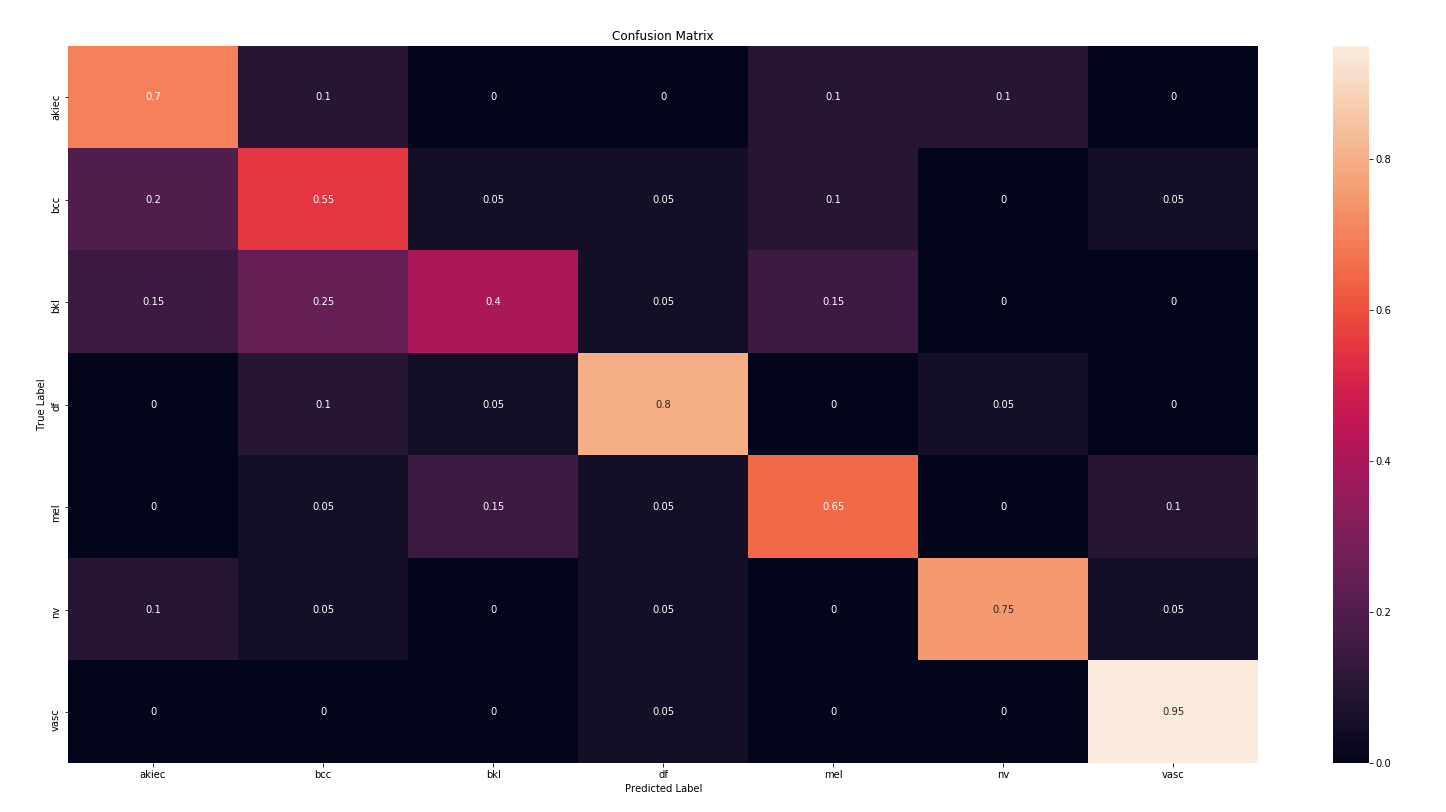 Confusion Matrix
akiec 0.7 0.1 0 0 0.1 0.1 0
bcc 0.2 0.55 0.05 0.05 0.1 0 0.05
bkl 0.15 0.25 0.4 0.05 0.15 0 0
df 0 0.1 0.05 0.8 0 0.05 0
mel 0 0.05 0.15 0.05 0.65 0 0.1
nv 0.1 0.05 0 0.05 0 0.75 0.05
vasc 0 0 0 0.05 0 0 0.95
akiec bcc bkl df mel nv vasc
Predicted Label
True Label
0.8
0.6
0.4
0.2
0.0